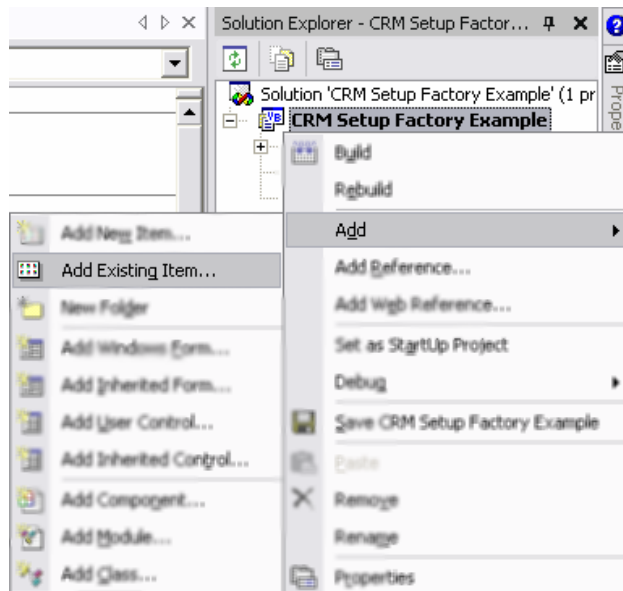 Solution Explorer - CRM Setup Factor...
Solution 'CRM Setup Factory Example' (1 pr
CRM Setup Factory Example
Build
Rebuild
Add
Add Reference...
Add Web Reference...
Set as StartUp Project
Debug
Save CRM Setup Factory Example
Paste
Remove
Rename
Properties
Add New Item...
Add Existing Item...
New Folder
Add Windows Form...
Add Inherited Form...
Add User Control...
Add Inherited Control...
Add Component...
Add Module...
Add Class...
Prope